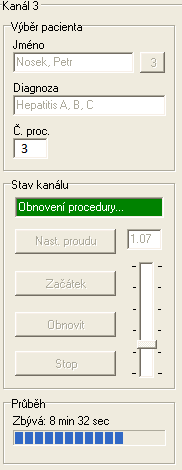 Kanál 3
Výběr pacienta
Jméno
Nosek, Petr 3
Diagnoza
Hepatitis A, B, C
Č. proc.
3
Stav kanálu
Obnovení procedury...
Nast. proudu 1.07
Začátek
Obnovit
Stop
Průběh
Zbývá: 8 min 32 sec